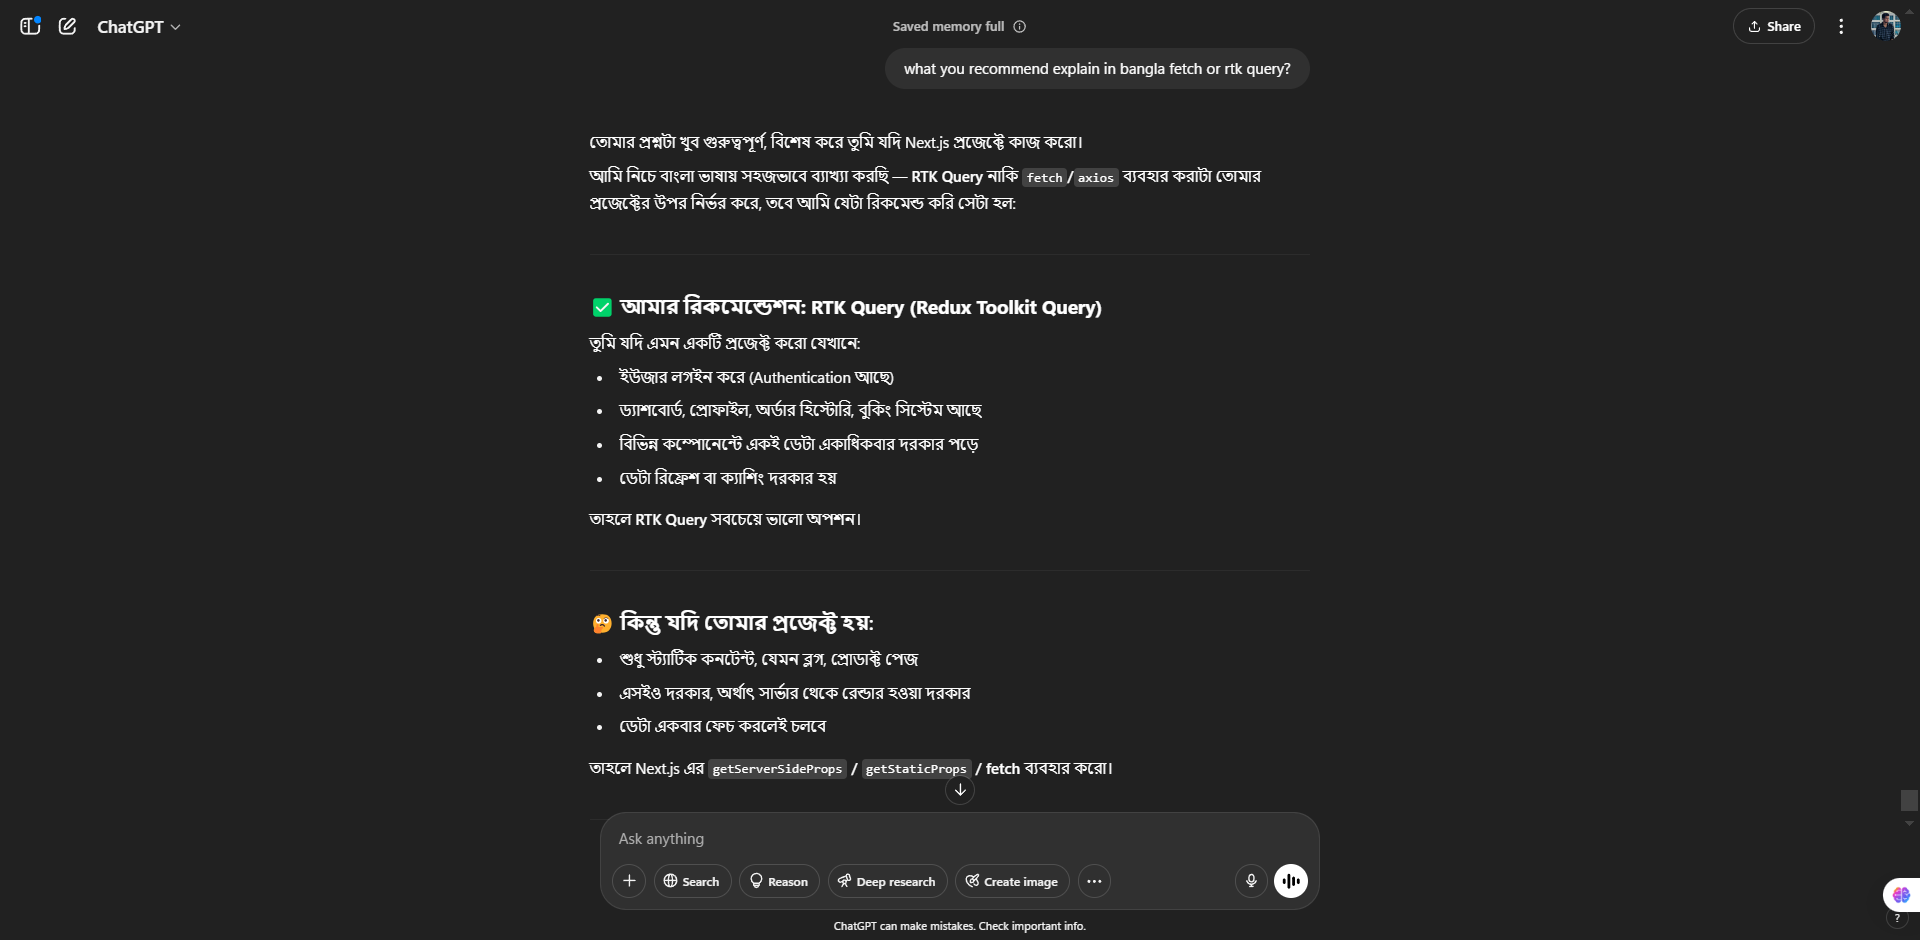 ChatGPT
Saved memory full
Share
what you recommend explain in bangla fetch or rtk query?
তোমার প্রশ্নটা খুব গুরুত্বপূর্ণ, বিশেষ করে তুমি যদি Next.js প্রজেক্টে কাজ করো।
আমি নিচে বাংলা ভাষায় সহজভাবে ব্যাখ্যা করছি — RTK Query নাকি fetch/axios ব্যবহার করাটা তোমার
প্রজেক্টের উপর নির্ভর করে, তবে আমি যেটা রিকমেন্ড করি সেটা হল:
✅ আমার রিকমেন্ডেশন: RTK Query (Redux Toolkit Query)
তুমি যদি এমন একটি প্রজেক্ট করো যেখানে:
• ইউজার লগইন করে (Authentication আছে)
• ড্যাশবোর্ড, প্রোফাইল, অর্ডার হিস্টোরি, বুকিং সিস্টেম আছে
• বিভিন্ন কম্পোনেন্টে একই ডেটা একাধিকবার দরকার পড়ে
• ডেটা রিফ্রেশ বা ক্যাশিং দরকার হয়
তাহলে RTK Query সবচেয়ে ভালো অপশন।
🤔 কিন্তু যদি তোমার প্রজেক্ট হয়:
• শুধু স্ট্যাটিক কনটেন্ট, যেমন ব্লগ, প্রোডাক্ট পেজ
• এসইও দরকার, অর্থাৎ সার্ভার থেকে রেন্ডার হওয়া দরকার
• ডেটা একবার ফেচ করলেই চলবে
তাহলে Next.js এর getServerSideProps / getStaticProps / fetch ব্যবহার করো।
Ask anything
Search
Reason
Deep research
Create image
ChatGPT can make mistakes. Check important info.
?